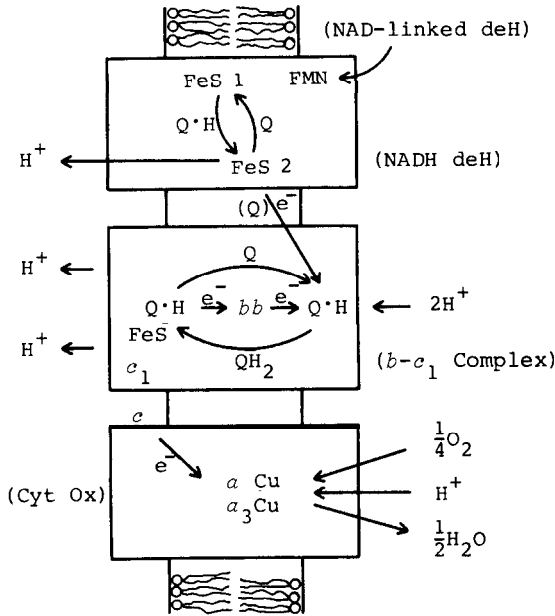 (NAD-linked deH)
FeS 1 FMN
Q·H Q
H⁺
FeS 2
(NADH deH)
(Q) e⁻
H⁺
Q
Q·H e⁻ bb e⁻ Q·H
2H⁺
FeS
H⁺
QH₂
c₁
(b-c₁ Complex)
c
e⁻
¼O₂
a Cu
(Cyt Ox)
H⁺
a₃Cu
½H₂O